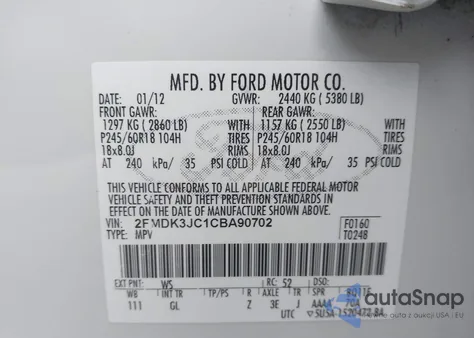 MFD. BY FORD MOTOR CO.
DATE: 01/12 GVWR: 2440 KG ( 5380 LB)
FRONT GAWR: REAR GAWR:
1297 KG ( 2860 LB) WITH 1157 KG ( 2550 LB) WITH
P245/60R18 104H TIRES P245/60R18 104H TIRES
18x8.0J RIMS 18x8.0J RIMS
AT 240 kPa/ 35 PSI COLD AT 240 kPa/ 35 PSI COLD
THIS VEHICLE CONFORMS TO ALL APPLICABLE FEDERAL MOTOR
VEHICLE SAFETY AND THEFT PREVENTION STANDARDS IN EFFECT
ON THE DATE OF MANUFACTURE SHOWN ABOVE.
VIN: 2FMDK3JC1CBA90702 F0160
TYPE: MPV T0248
EXT PNT: WS RC: 52 DSO:
WB INT TR TP/PS R AXLE TR SPR
111 GL Z 3E J AAAA
UTC
autoSnap